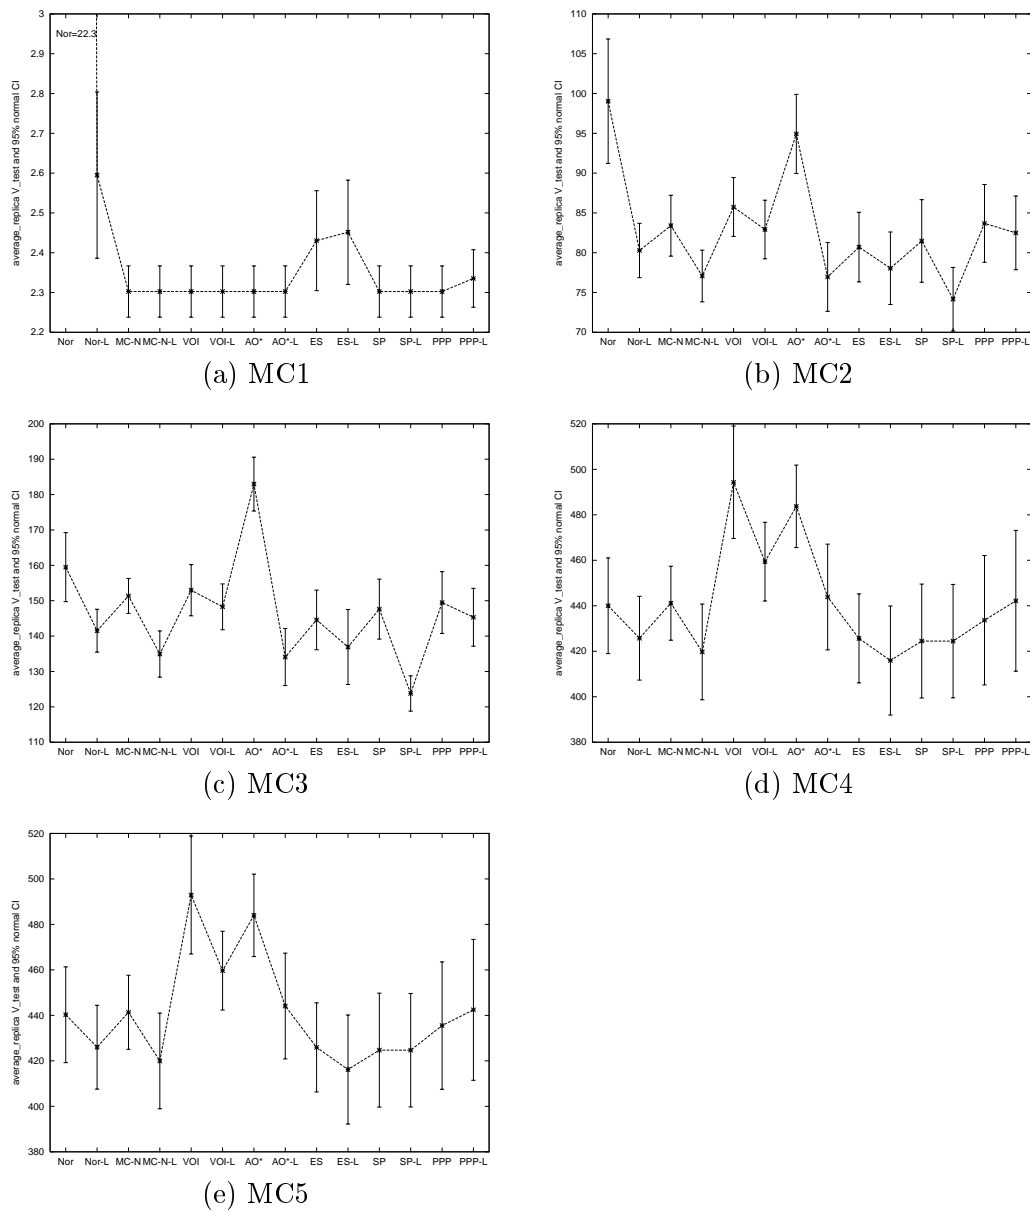 average_replica V_test and 95% normal CI
3
2.9
2.8
2.7
2.6
2.5
2.4
2.3
2.2
Nor=22.3
Nor Nor-L MC-N MC-N-L VOI VOI-L AO* AO*-L ES ES-L SP SP-L PPP PPP-L
(a) MC1
average_replica V_test and 95% normal CI
110
105
100
95
90
85
80
75
70
Nor Nor-L MC-N MC-N-L VOI VOI-L AO* AO*-L ES ES-L SP SP-L PPP PPP-L
(b) MC2
average_replica V_test and 95% normal CI
200
190
180
170
160
150
140
130
120
110
Nor Nor-L MC-N MC-N-L VOI VOI-L AO* AO*-L ES ES-L SP SP-L PPP PPP-L
(c) MC3
average_replica V_test and 95% normal CI
520
500
480
460
440
420
400
380
Nor Nor-L MC-N MC-N-L VOI VOI-L AO* AO*-L ES ES-L SP SP-L PPP PPP-L
(d) MC4
average_replica V_test and 95% normal CI
520
500
480
460
440
420
400
380
Nor Nor-L MC-N MC-N-L VOI VOI-L AO* AO*-L ES ES-L SP SP-L PPP PPP-L
(e) MC5